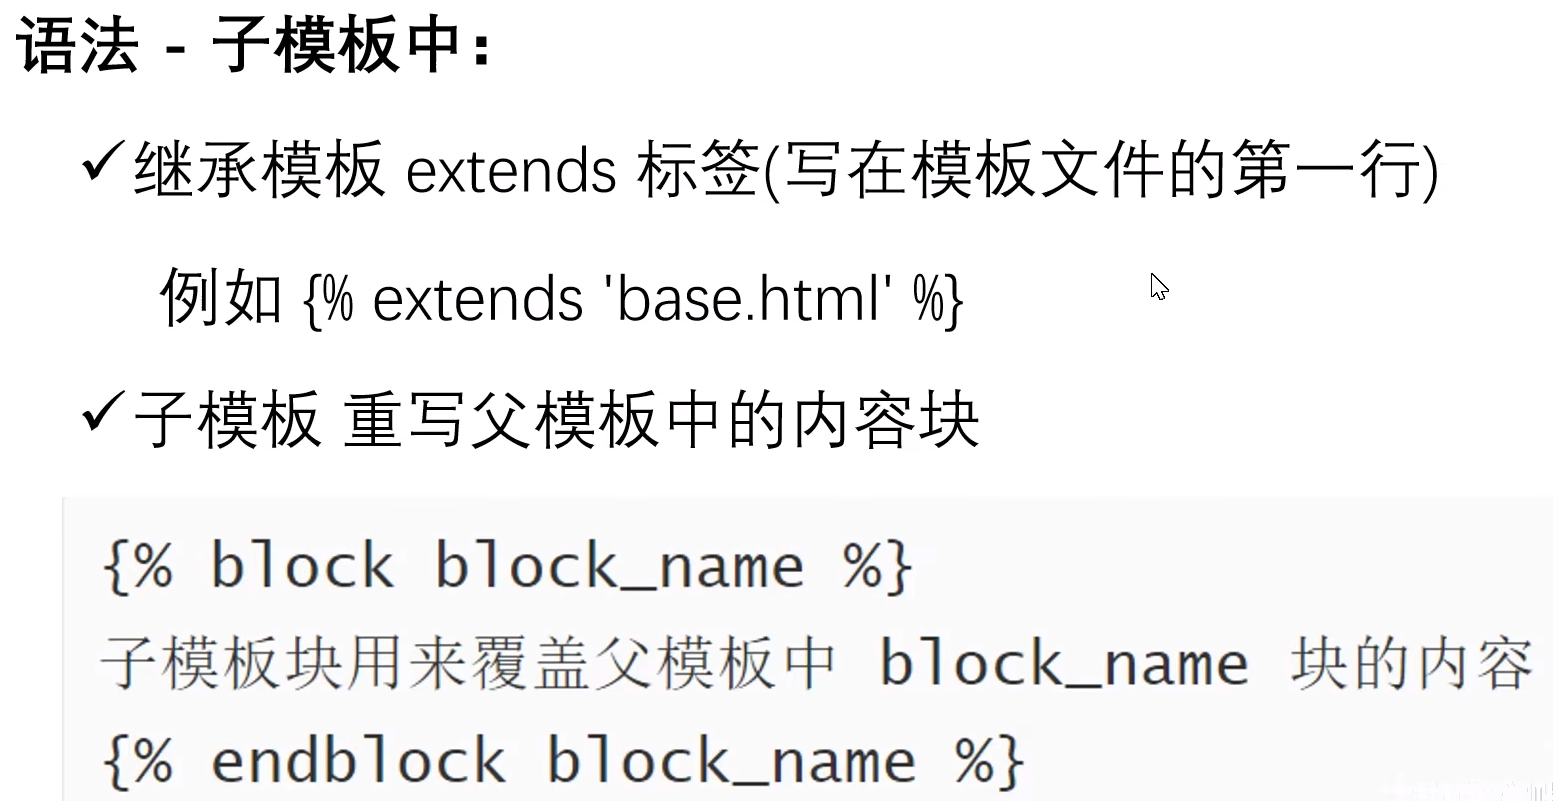 语法 - 子模板中：
✓继承模板 extends 标签(写在模板文件的第一行)
例如 {% extends 'base.html' %}
✓子模板 重写父模板中的内容块
{% block block_name %}
子模板块用来覆盖父模板中 block_name 块的内容
{% endblock block_name %}